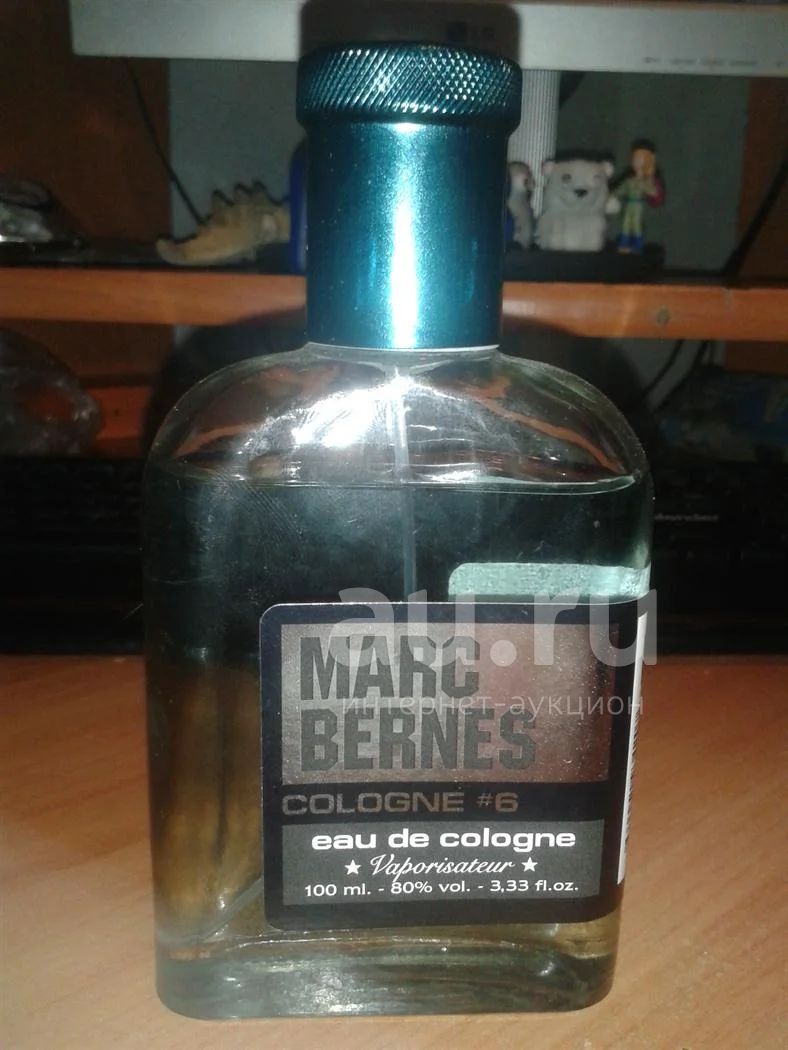 au.ru
MARC
интернет-аукцион
BERNES
COLOGNE #6
eau de cologne
★ Vaporisateur ★
100 ml. - 80% vol. - 3,33 fl.oz.